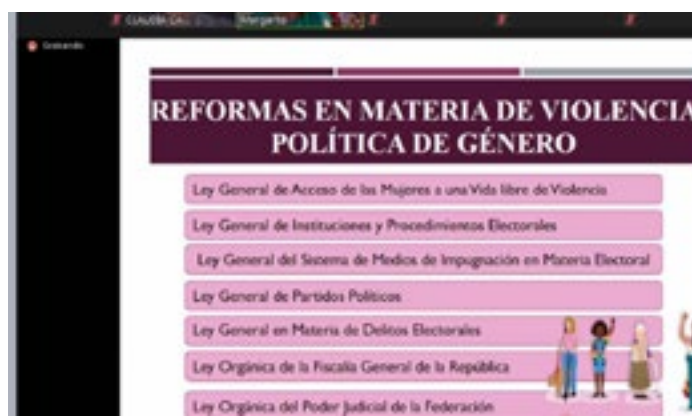 CLAUDIA
Margarita
Grabando
REFORMAS EN MATERIA DE VIOLENCIA
POLÍTICA DE GÉNERO
Ley General de Acceso de las Mujeres a una Vida libre de Violencia
Ley General de Instituciones y Procedimientos Electorales
Ley General del Sistema de Medios de Impugnación en Materia Electoral
Ley General de Partidos Políticos
Ley General en Materia de Delitos Electorales
Ley Orgánica de la Fiscalía General de la República
Ley Orgánica del Poder Judicial de la Federación